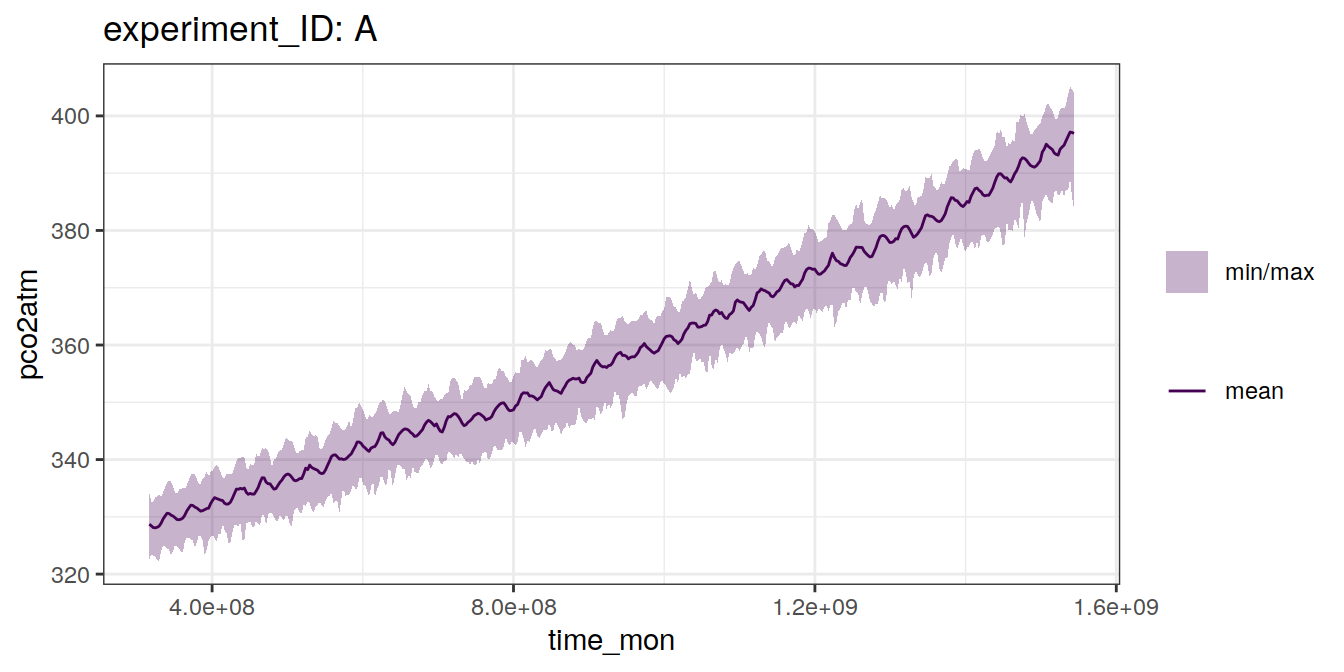 experiment_ID: A
pco2atm
400
380
360
340
320
4.0e+08 8.0e+08 1.2e+09 1.6e+09
time_mon
min/max
mean